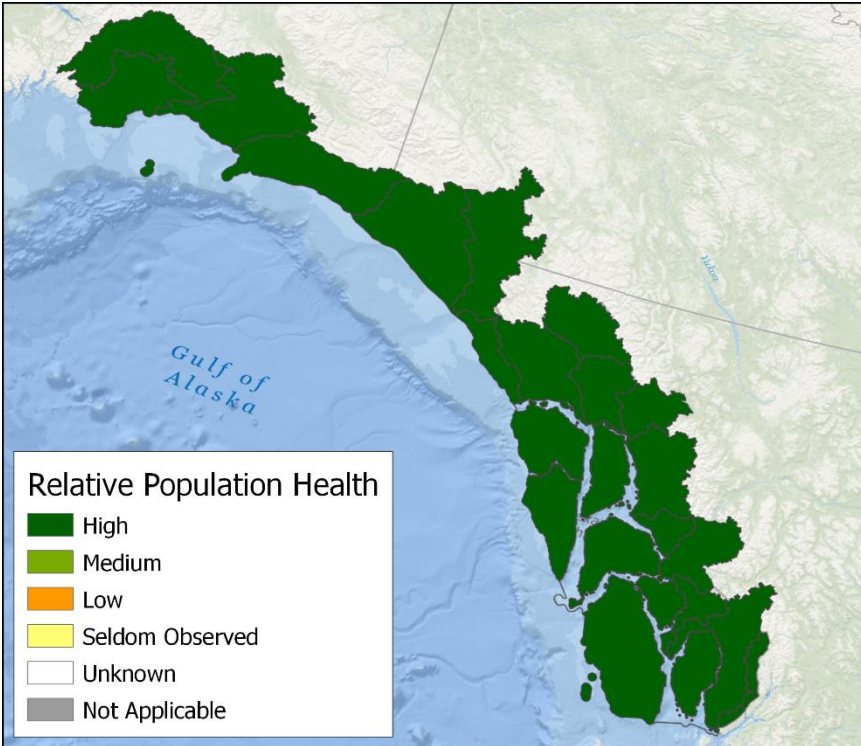 Yukon
Gulf of
Alaska
Relative Population Health
High
Medium
Low
Seldom Observed
Unknown
Not Applicable